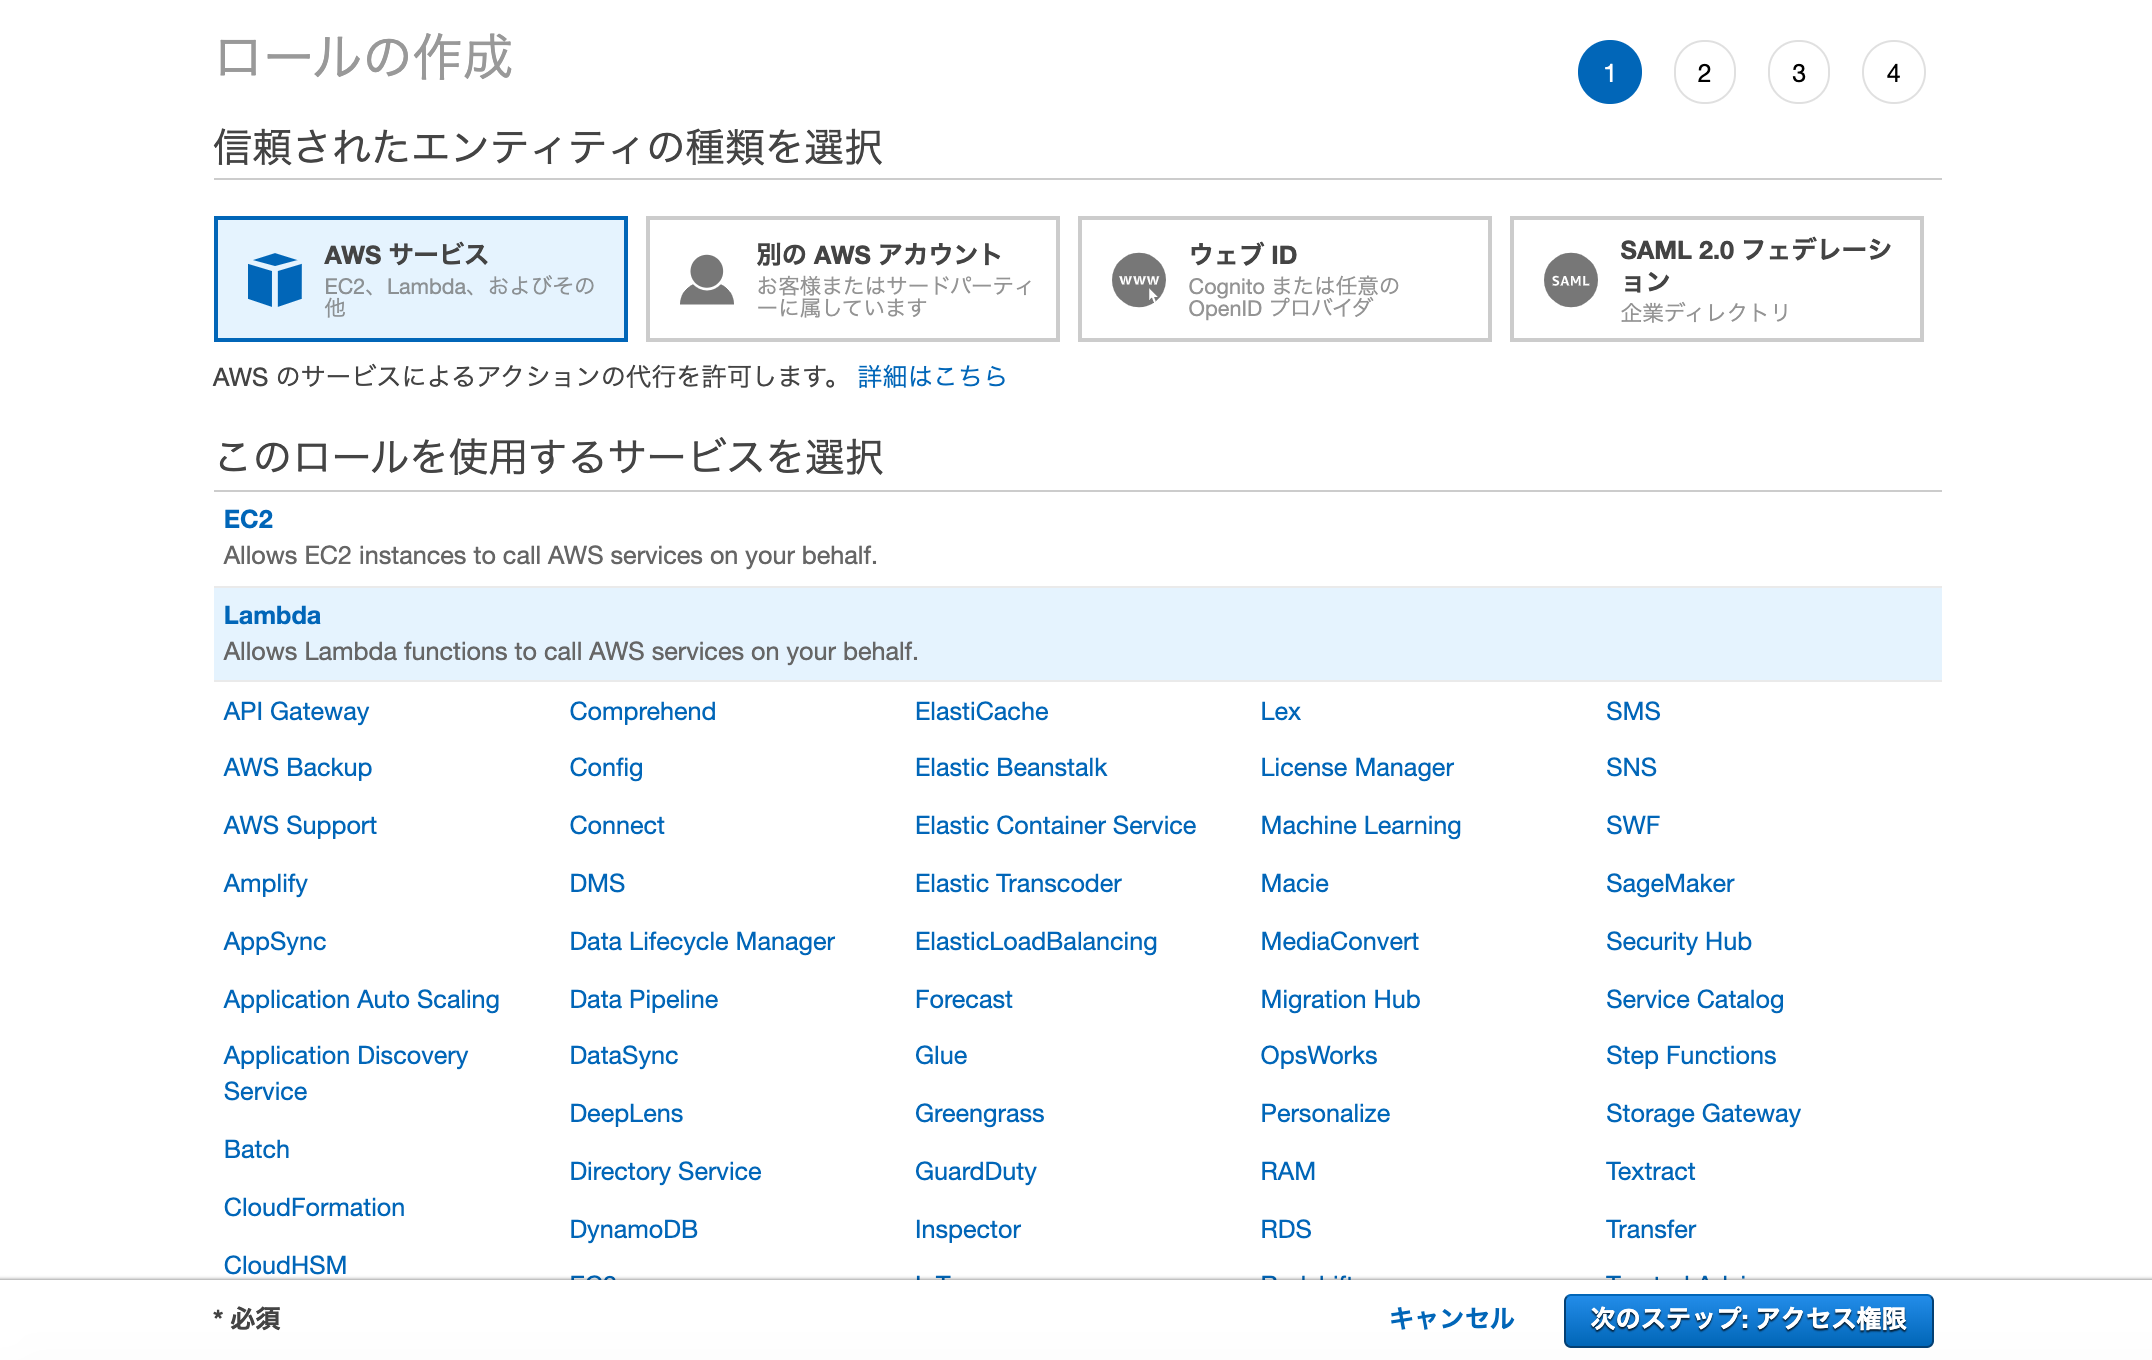 ロールの作成
1 2 3 4
信頼されたエンティティの種類を選択
AWS サービス
EC2、Lambda、およびその
他
別の AWS アカウント
お客様またはサードパーティ
ーに属しています
www
ウェブ ID
Cognito または任意の
OpenID プロバイダ
SAML
SAML 2.0 フェデレーシ
ョン
企業ディレクトリ
AWS のサービスによるアクションの代行を許可します。 詳細はこちら
このロールを使用するサービスを選択
EC2
Allows EC2 instances to call AWS services on your behalf.
Lambda
Allows Lambda functions to call AWS services on your behalf.
API Gateway
AWS Backup
AWS Support
Amplify
AppSync
Application Auto Scaling
Application Discovery
Service
Batch
CloudFormation
CloudHSM
Comprehend
Config
Connect
DMS
Data Lifecycle Manager
Data Pipeline
DataSync
DeepLens
Directory Service
DynamoDB
ElastiCache
Elastic Beanstalk
Elastic Container Service
Elastic Transcoder
ElasticLoadBalancing
Forecast
Glue
Greengrass
GuardDuty
Inspector
Lex
License Manager
Machine Learning
Macie
MediaConvert
Migration Hub
OpsWorks
Personalize
RAM
RDS
SMS
SNS
SWF
SageMaker
Security Hub
Service Catalog
Step Functions
Storage Gateway
Textract
Transfer
* 必須
キャンセル
次のステップ: アクセス権限